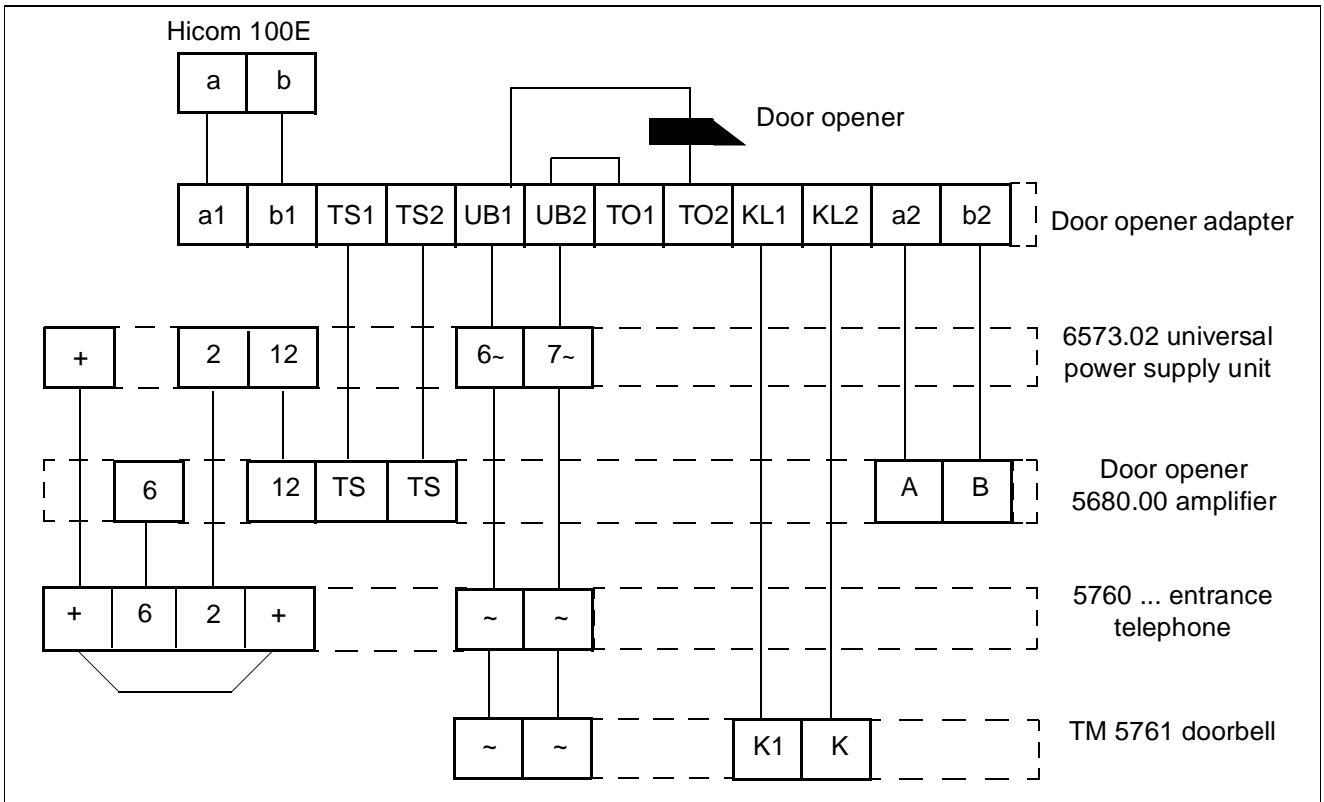 Hicom 100E
a b
Door opener
a1 b1 TS1 TS2 UB1 UB2 TO1 TO2 KL1 KL2 a2 b2
Door opener adapter
+ 2 12 6~ 7~
6573.02 universal
power supply unit
6 12 TS TS A B
Door opener
5680.00 amplifier
+ 6 2 + ~ ~
5760 ... entrance
telephone
~ ~ K1 K
TM 5761 doorbell